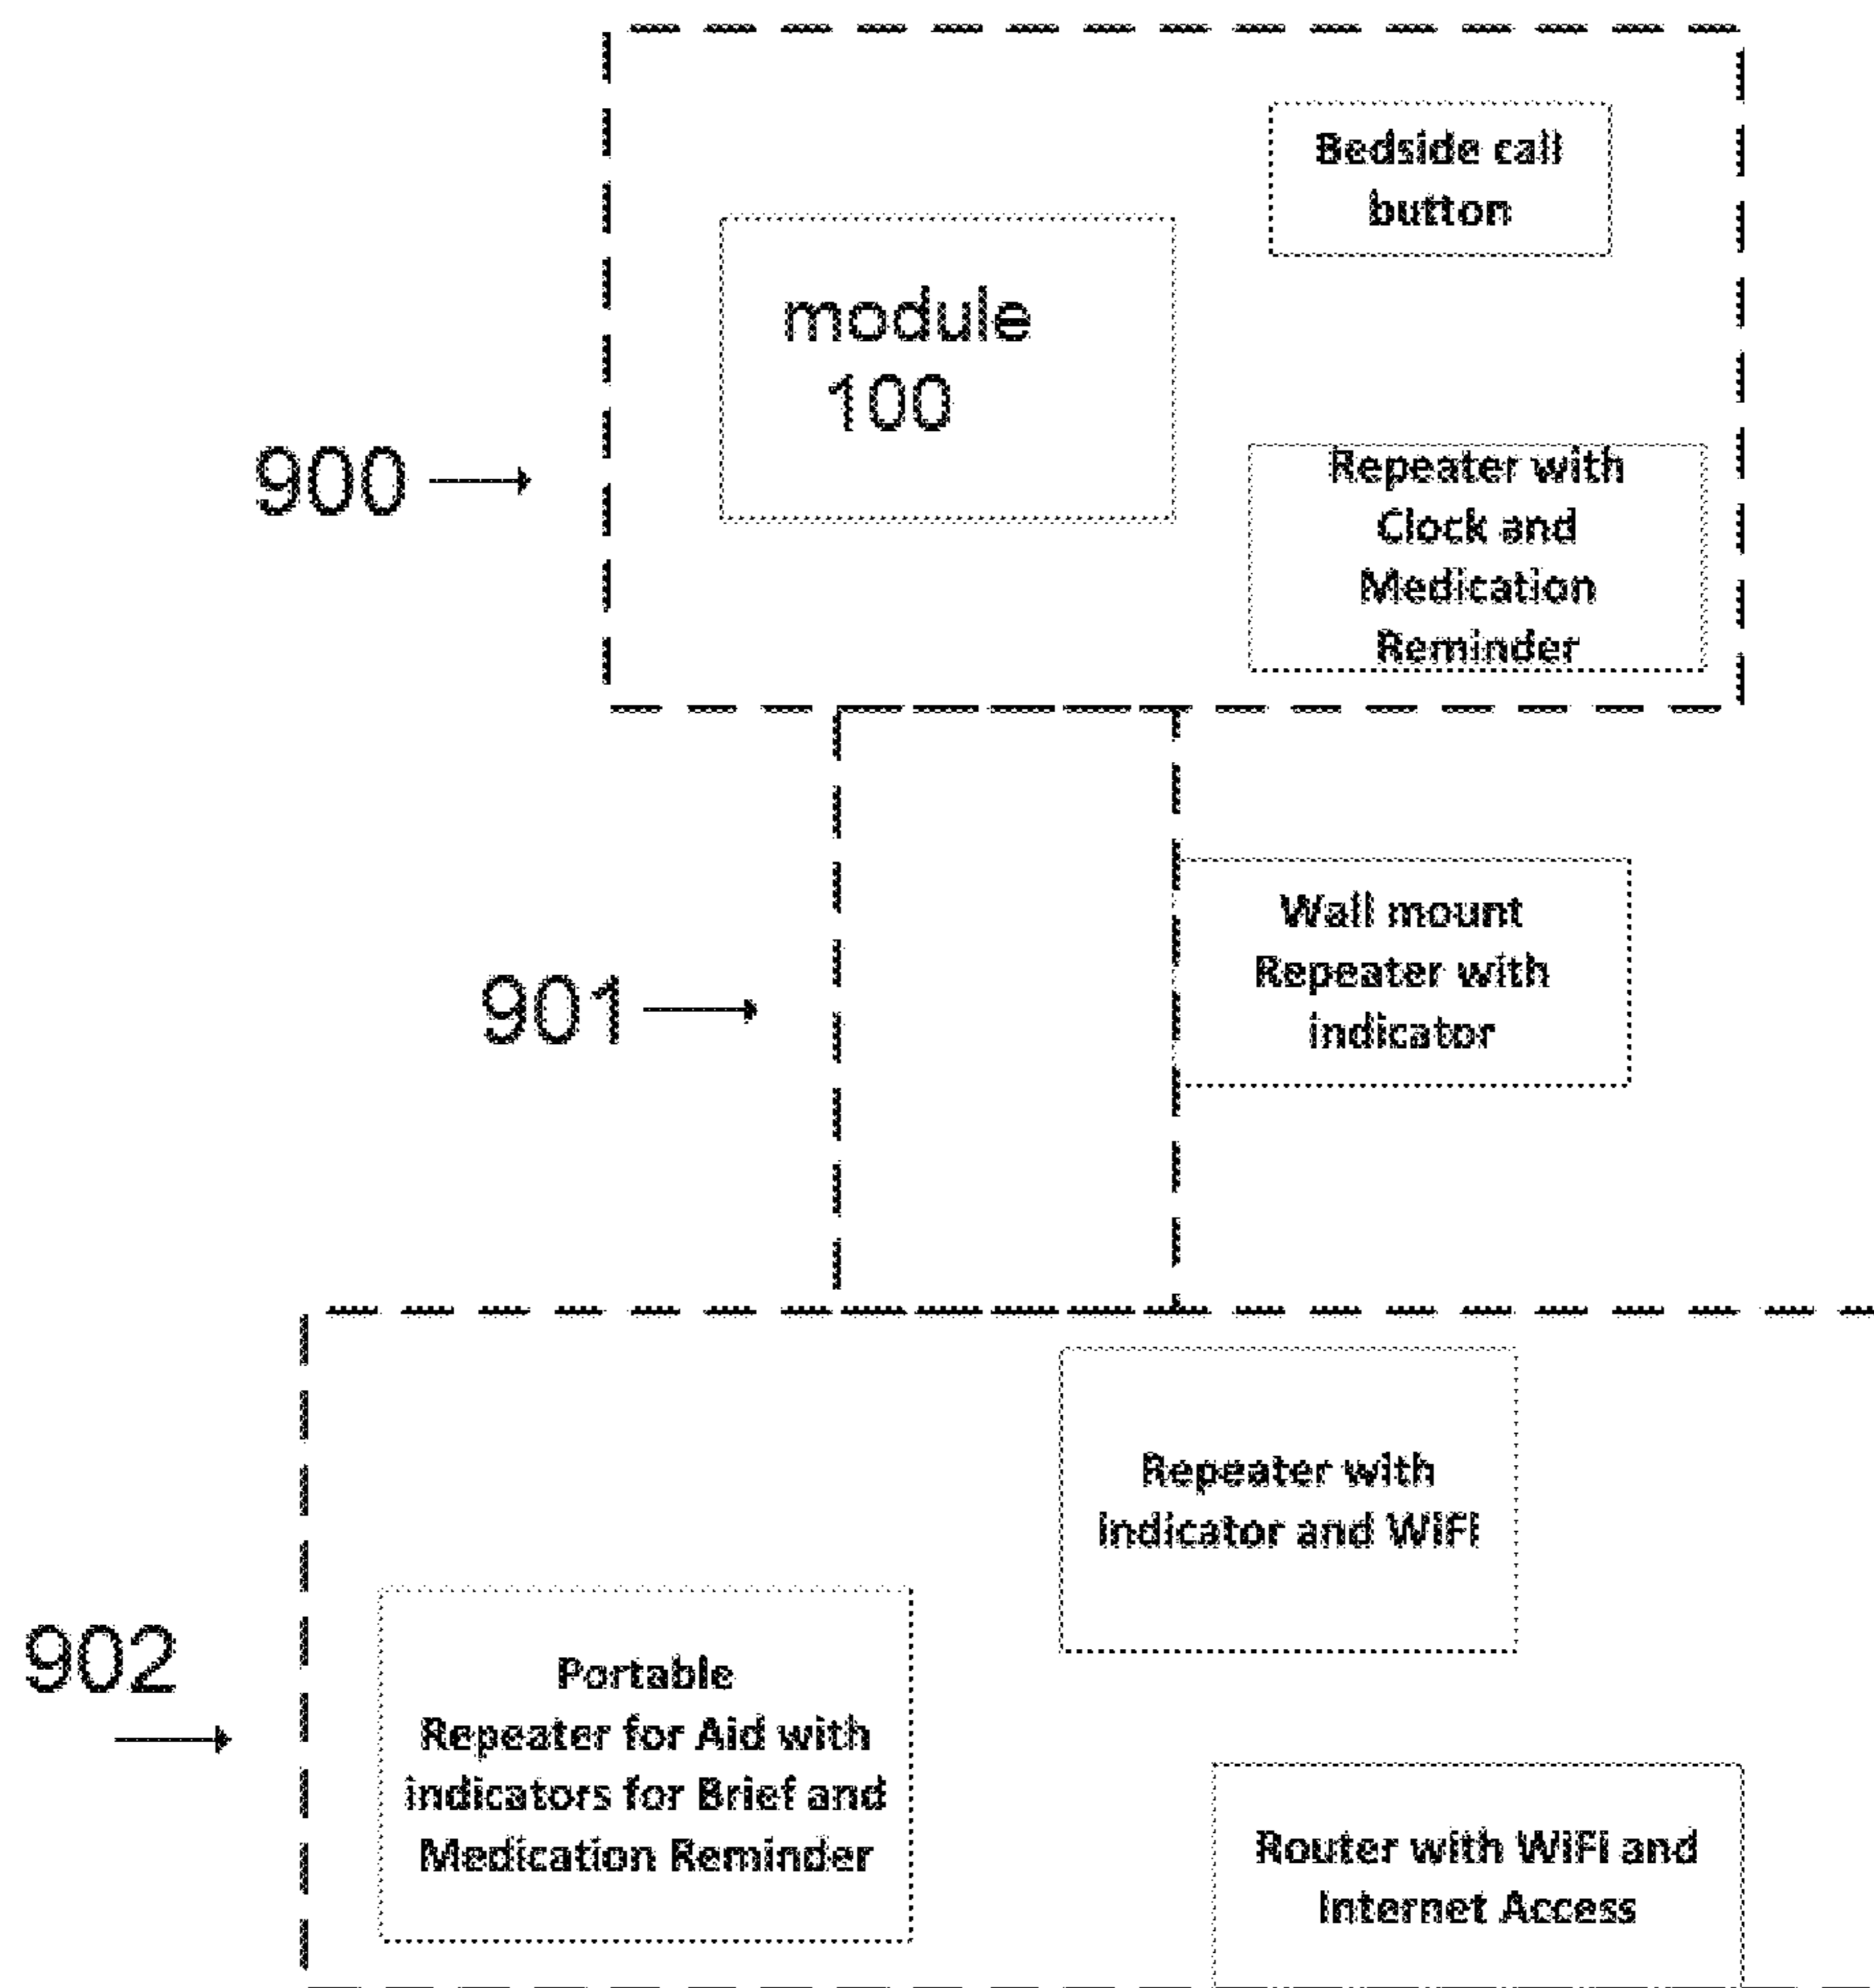 Bedside call
button
module
100
900
Repeater with
Clock and
Medication
Reminder
Wall mount
Repeater with
indicator
901
Repeater with
Indicator and WiFi
902
Portable
Repeater for Aid with
indicators for Brief and
Medication Reminder
Router with WiFi and
Internet Access